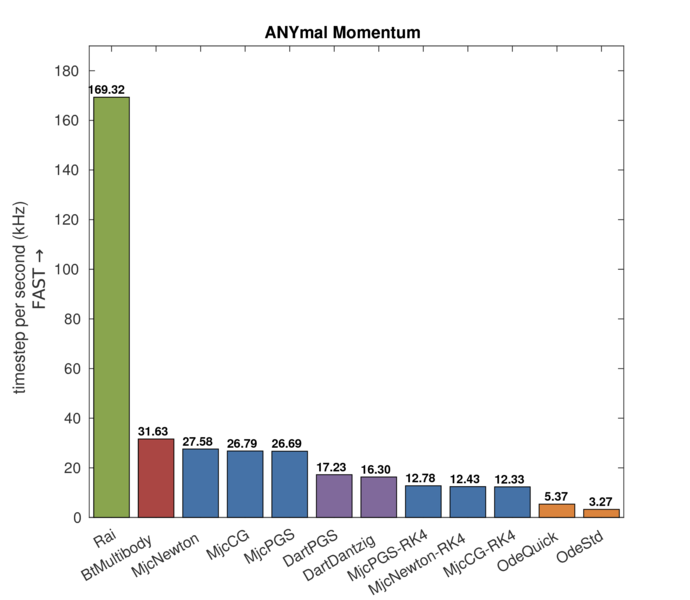 ANYmal Momentum
timestep per second (kHz)
FAST →
180
160
140
120
100
80
60
40
20
0
169.32
31.63
27.58
26.79
26.69
17.23
16.30
12.78
12.43
12.33
5.37
3.27
Rai
BtMultibody
MjcNewton
MjcCG
MjcPGS
DartPGS
DartDantzig
MjcPGS-RK4
MjcNewton-RK4
MjcCG-RK4
OdeQuick
OdeStd